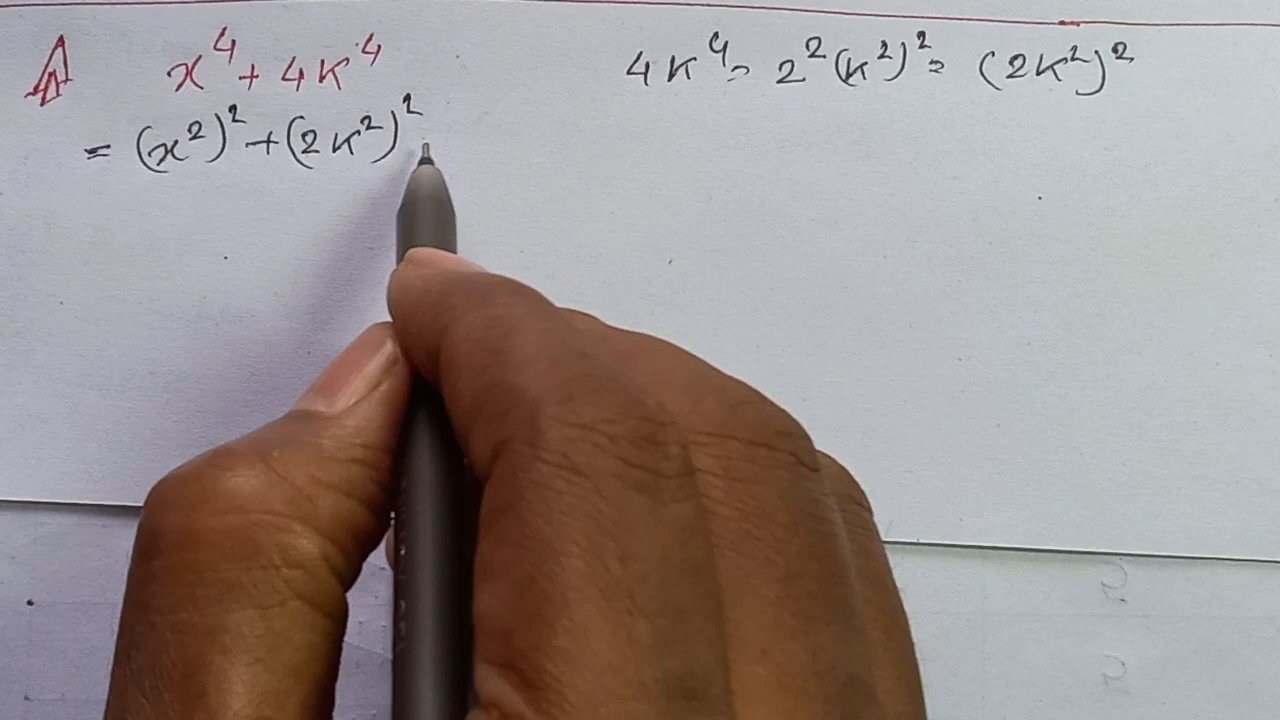 x⁴ + 4k⁴
4k⁴ = 2²(k²)² = (2k²)²
= (x²)² + (2k²)²